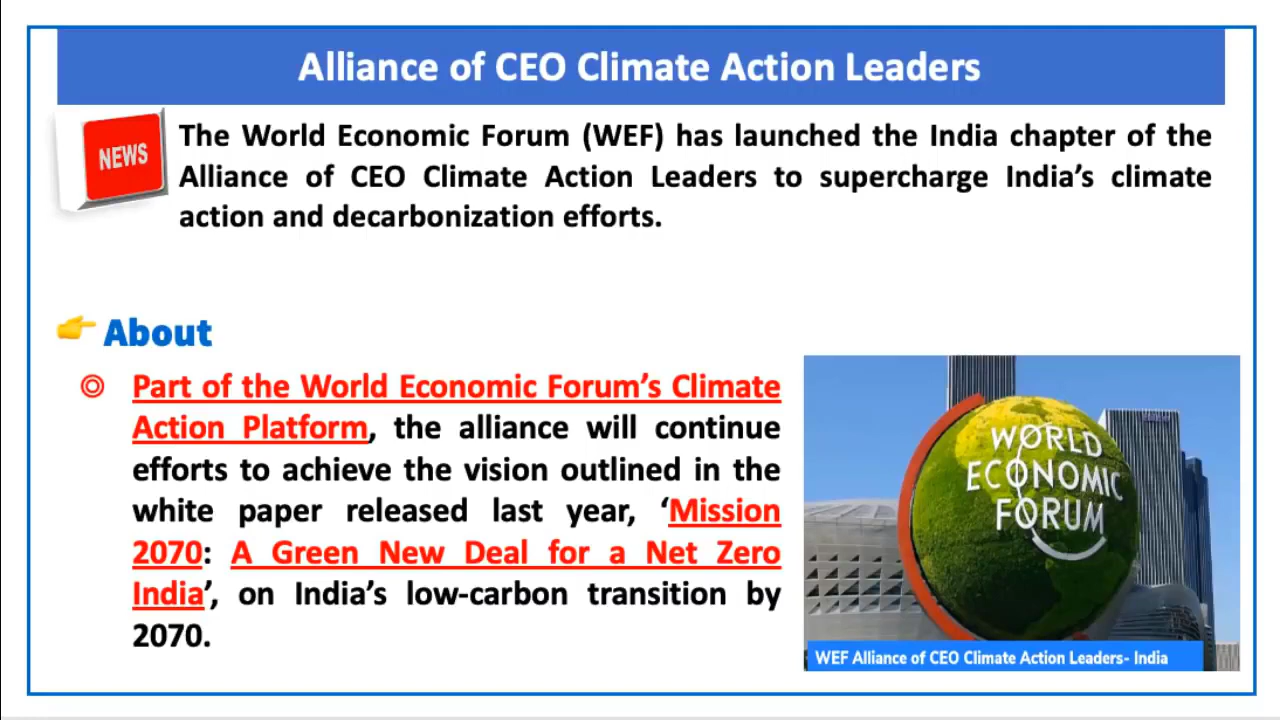 Alliance of CEO Climate Action Leaders
NEWS
The World Economic Forum (WEF) has launched the India chapter of the
Alliance of CEO Climate Action Leaders to supercharge India’s climate
action and decarbonization efforts.
About
Part of the World Economic Forum’s Climate
Action Platform, the alliance will continue
efforts to achieve the vision outlined in the
white paper released last year, ‘Mission
2070: A Green New Deal for a Net Zero
India’, on India’s low-carbon transition by
2070.
WORLD
ECONOMIC
FORUM
WEF Alliance of CEO Climate Action Leaders- India